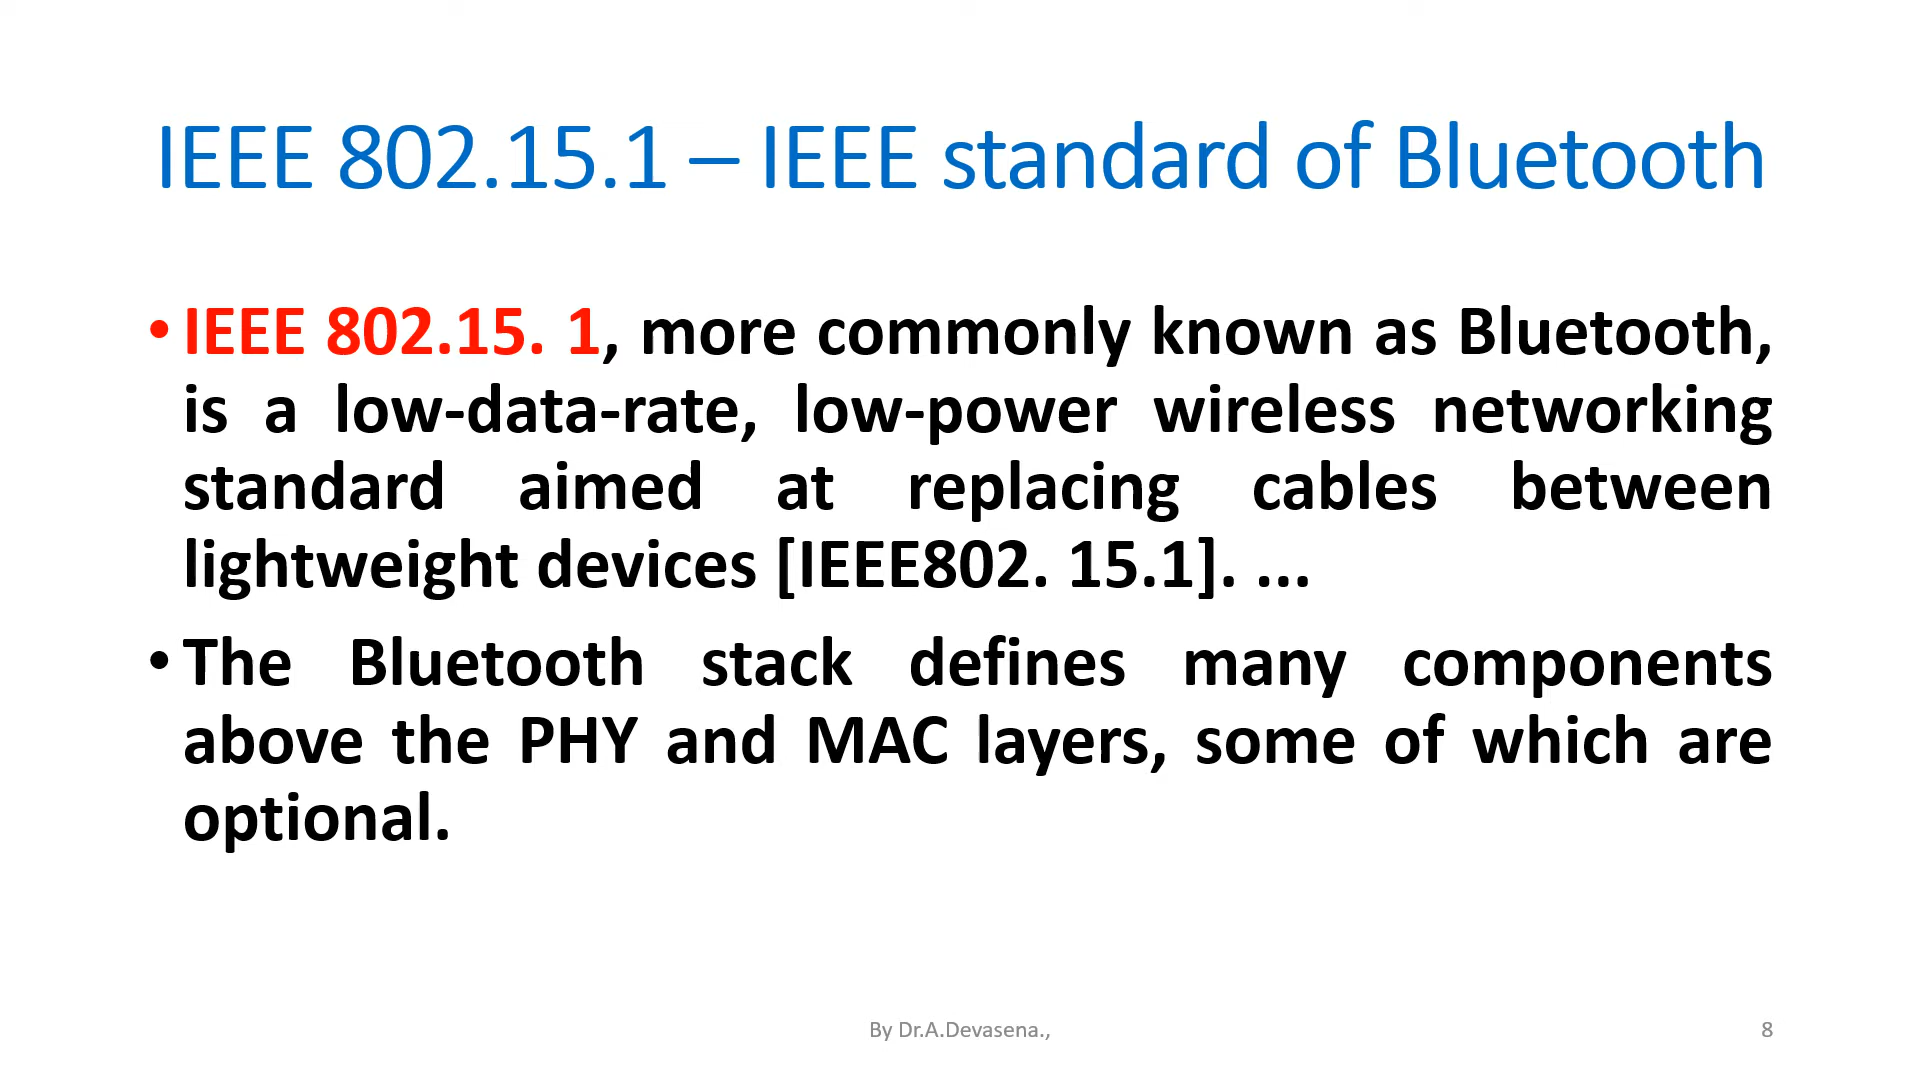 IEEE 802.15.1 – IEEE standard of Bluetooth
• IEEE 802.15. 1, more commonly known as Bluetooth,
is a low-data-rate, low-power wireless networking
standard aimed at replacing cables between
lightweight devices [IEEE802. 15.1]. ...
• The Bluetooth stack defines many components
above the PHY and MAC layers, some of which are
optional.
By Dr.A.Devasena.,
8